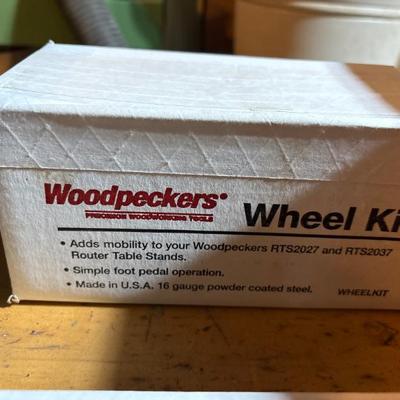 Woodpeckers®
PRECISION WOODWORKING TOOLS
Wheel Ki
• Adds mobility to your Woodpeckers RTS2027 and RTS2037
Router Table Stands.
• Simple foot pedal operation.
• Made in U.S.A. 16 gauge powder coated steel.
WHEELKIT